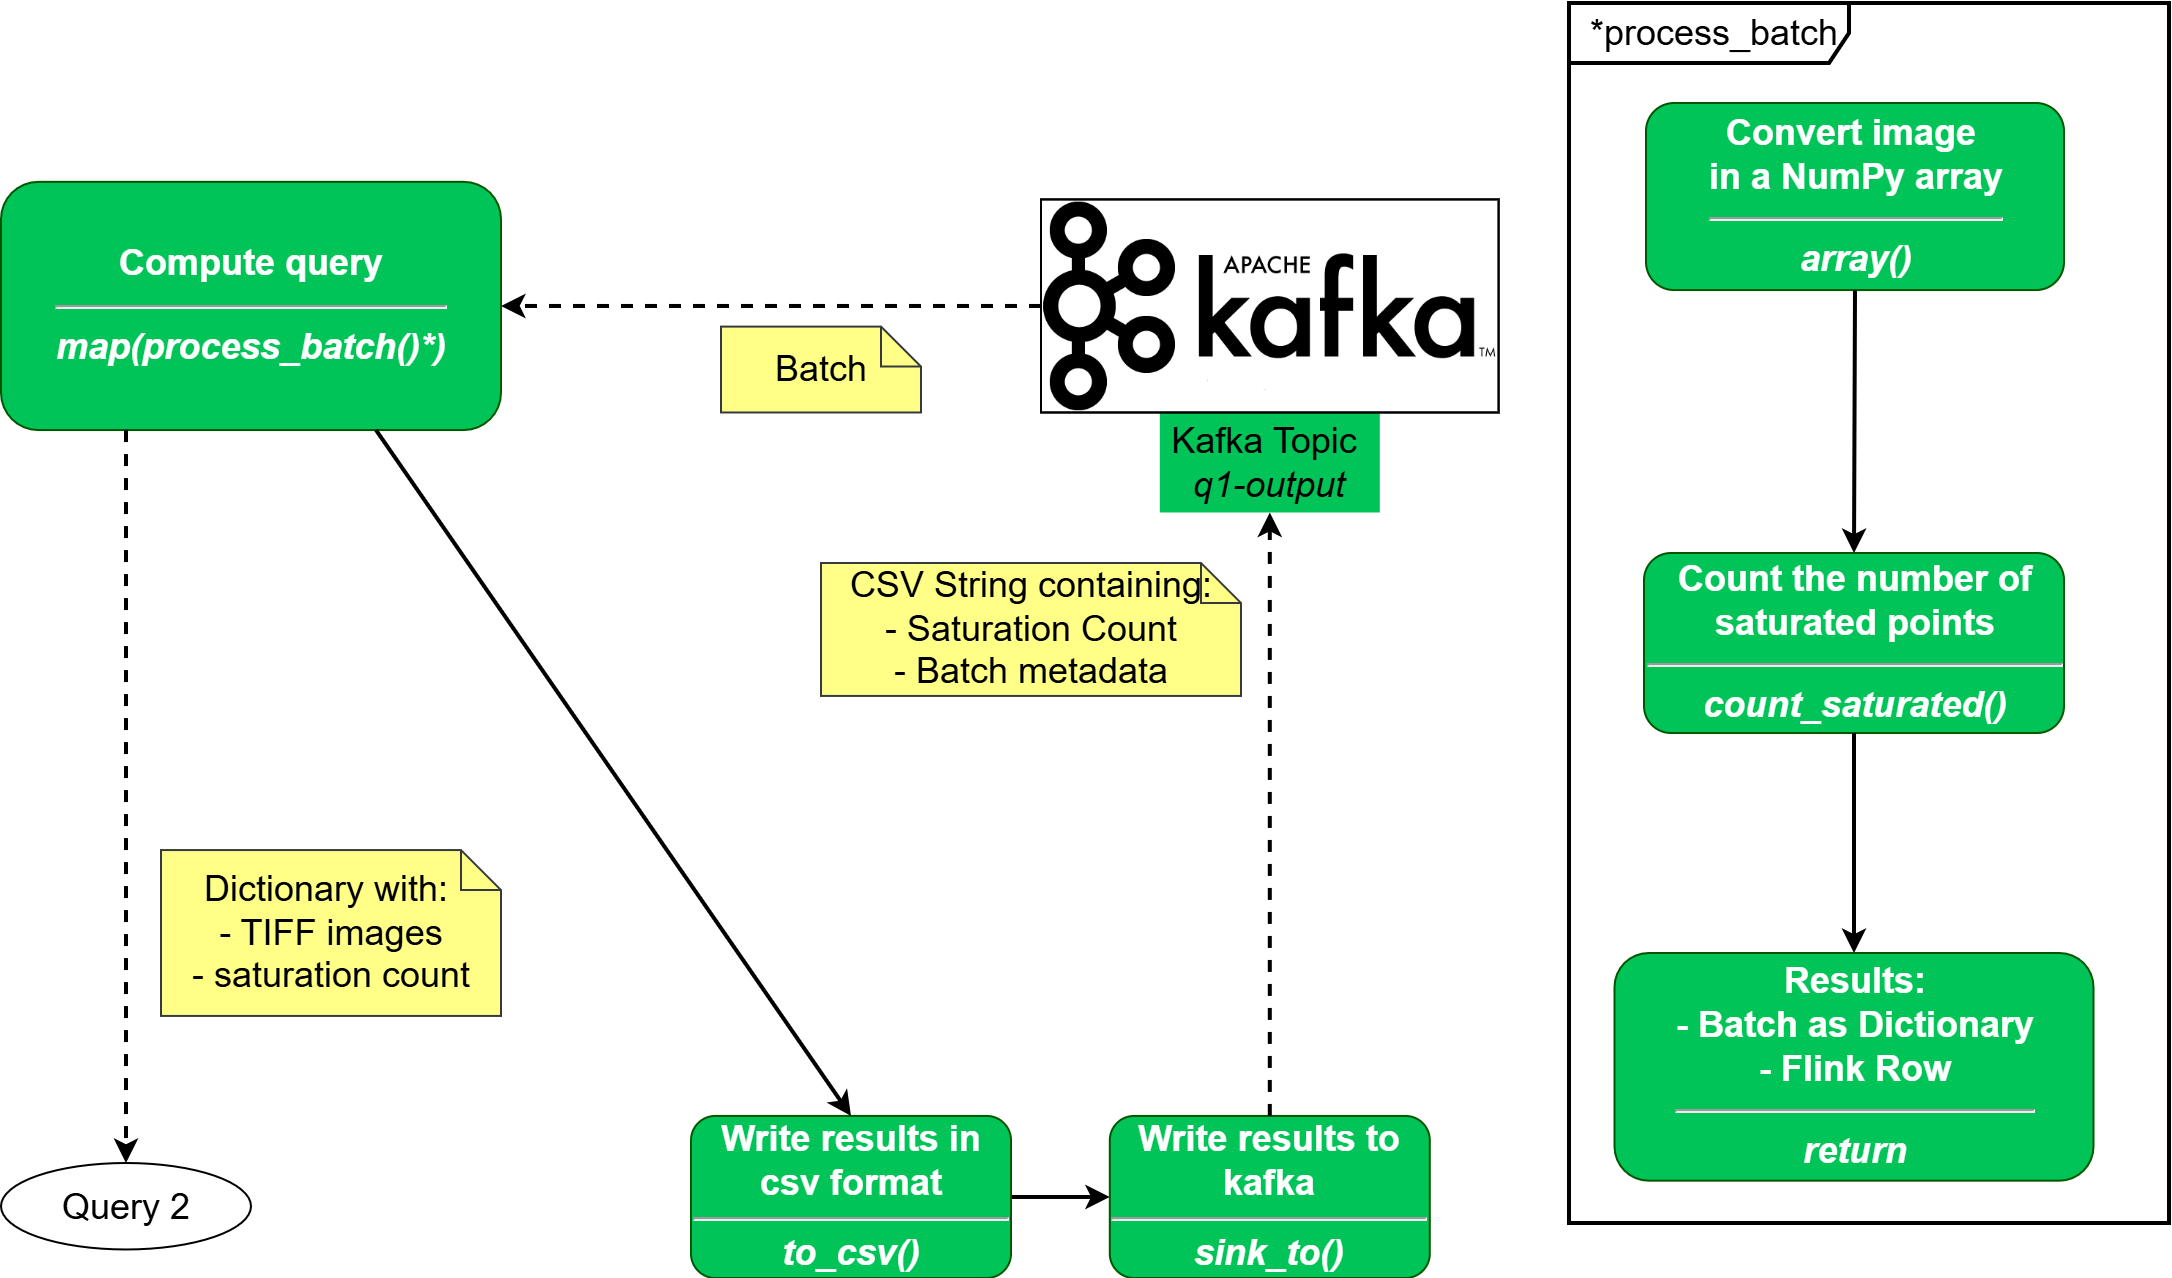 Compute query
map(process_batch()*)
Batch
APACHE
kafka
TM
Kafka Topic
q1-output
CSV String containing:
- Saturation Count
- Batch metadata
Dictionary with:
- TIFF images
- saturation count
Query 2
Write results in
csv format
to_csv()
Write results to
kafka
sink_to()
*process_batch
Convert image
in a NumPy array
array()
Count the number of
saturated points
count_saturated()
Results:
- Batch as Dictionary
- Flink Row
return